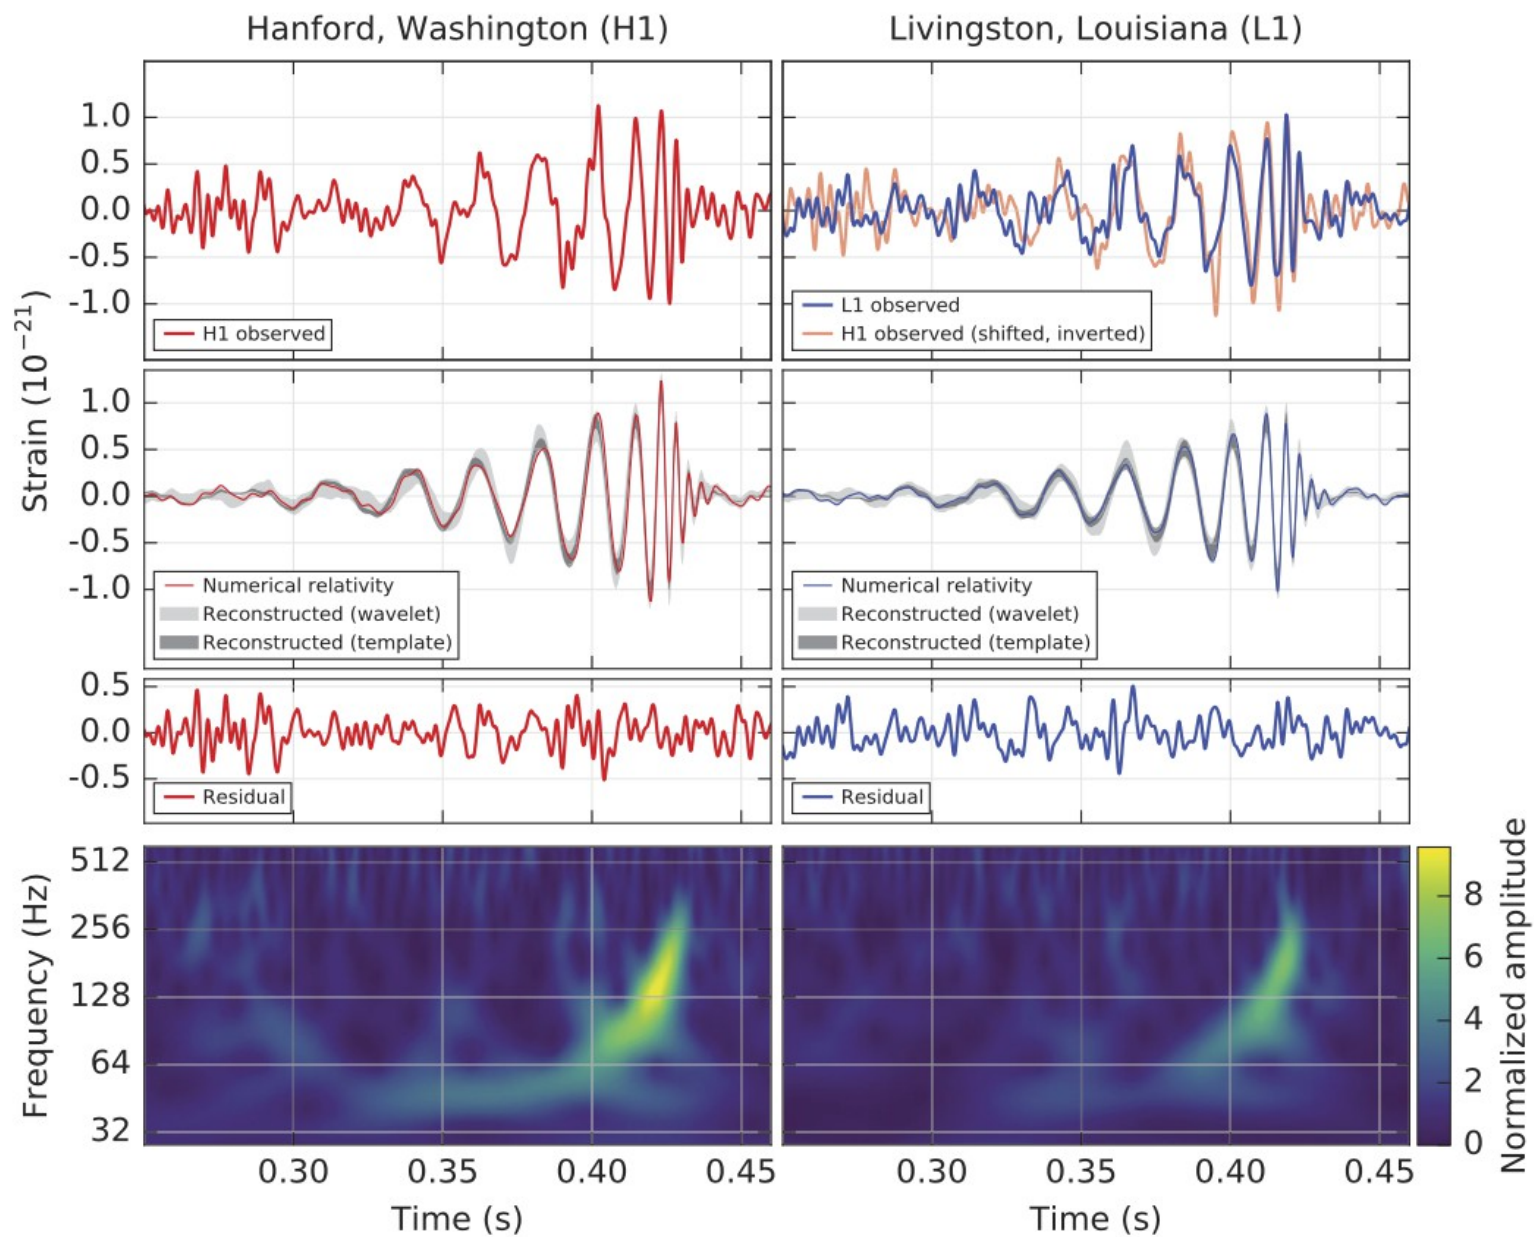 Hanford, Washington (H1)
Livingston, Louisiana (L1)
Strain (10⁻²¹)
1.0
0.5
0.0
-0.5
-1.0
H1 observed
L1 observed
H1 observed (shifted, inverted)
1.0
0.5
0.0
-0.5
-1.0
Numerical relativity
Reconstructed (wavelet)
Reconstructed (template)
Numerical relativity
Reconstructed (wavelet)
Reconstructed (template)
0.5
0.0
-0.5
Residual
Residual
Frequency (Hz)
512
256
128
64
32
Normalized amplitude
8
6
4
2
0
0.30 0.35 0.40 0.45
0.30 0.35 0.40 0.45
Time (s)
Time (s)